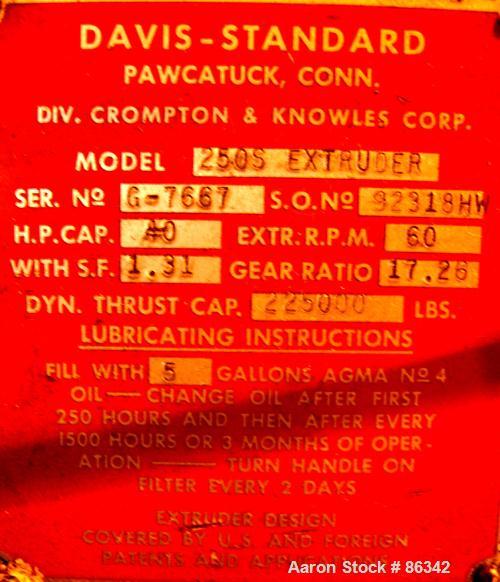 DAVIS-STANDARD
PAWCATUCK, CONN.
DIV. CROMPTON & KNOWLES CORP.
MODEL 250S EXTRUDER
SER. Nº G-7667 S.O.Nº 92318HW
H.P.CAP. 40 EXTR. R.P.M. 60
WITH S.F. 1.31 GEAR RATIO 17.26
DYN. THRUST CAP. 225000 LBS.
LUBRICATING INSTRUCTIONS
FILL WITH 5 GALLONS AGMA Nº 4
OIL — CHANGE OIL AFTER FIRST
250 HOURS AND THEN AFTER EVERY
1500 HOURS OR 3 MONTHS OF OPER-
ATION — TURN HANDLE ON
FILTER EVERY 2 DAYS
EXTRUDER DESIGN
COVERED BY U.S. AND FOREIGN
PATENTS AND APPLICATIONS
Aaron Stock # 86342